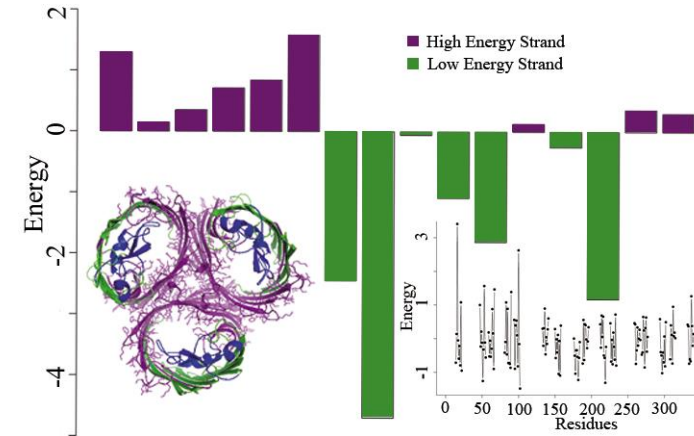 2
High Energy Strand
Low Energy Strand
0
Energy
-2
-4
3
Energy
1
-1
0 50 100 150 200 250 300
Residues